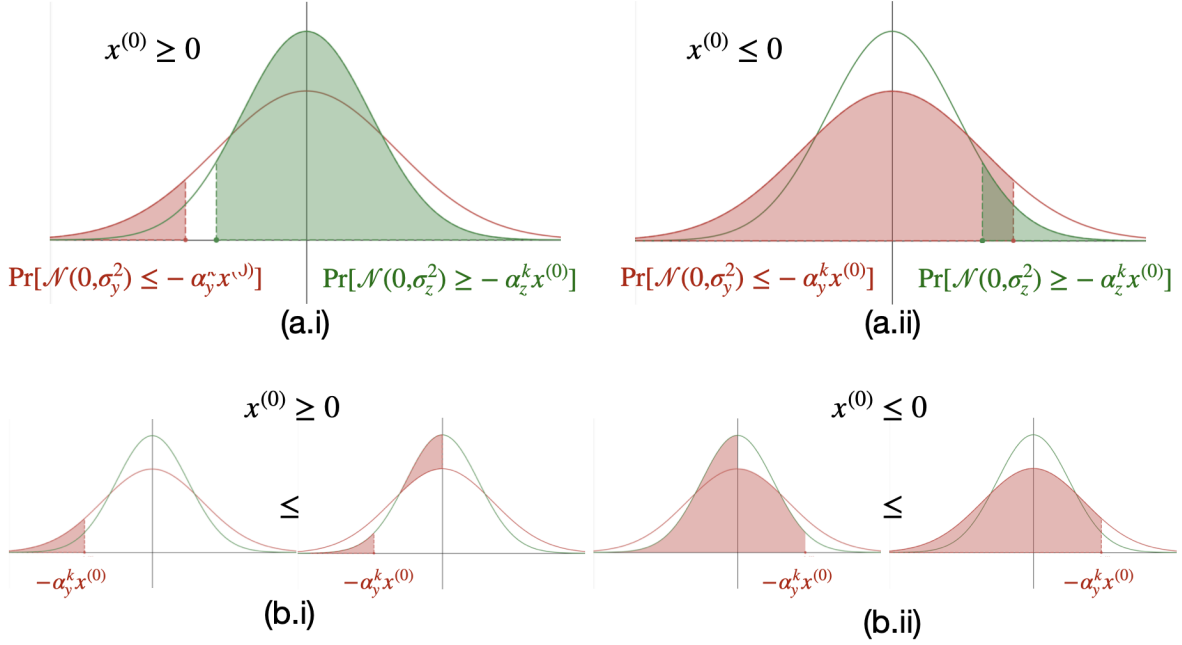 x^{(0)} ≥ 0
x^{(0)} ≤ 0
Pr[𝒩(0,σ_y^2) ≤ − α_y x] Pr[𝒩(0,σ_z^2) ≥ − α_z^k x^{(0)}]
Pr[𝒩(0,σ_y^2) ≤ − α_y^k x^{(0)}] Pr[𝒩(0,σ_z^2) ≥ − α_z^k x^{(0)}]
(a.i)
(a.ii)
x^{(0)} ≥ 0
x^{(0)} ≤ 0
≤
≤
−α_y^k x^{(0)}
−α_y^k x^{(0)}
−α_y^k x^{(0)}
−α_y^k x^{(0)}
(b.i)
(b.ii)